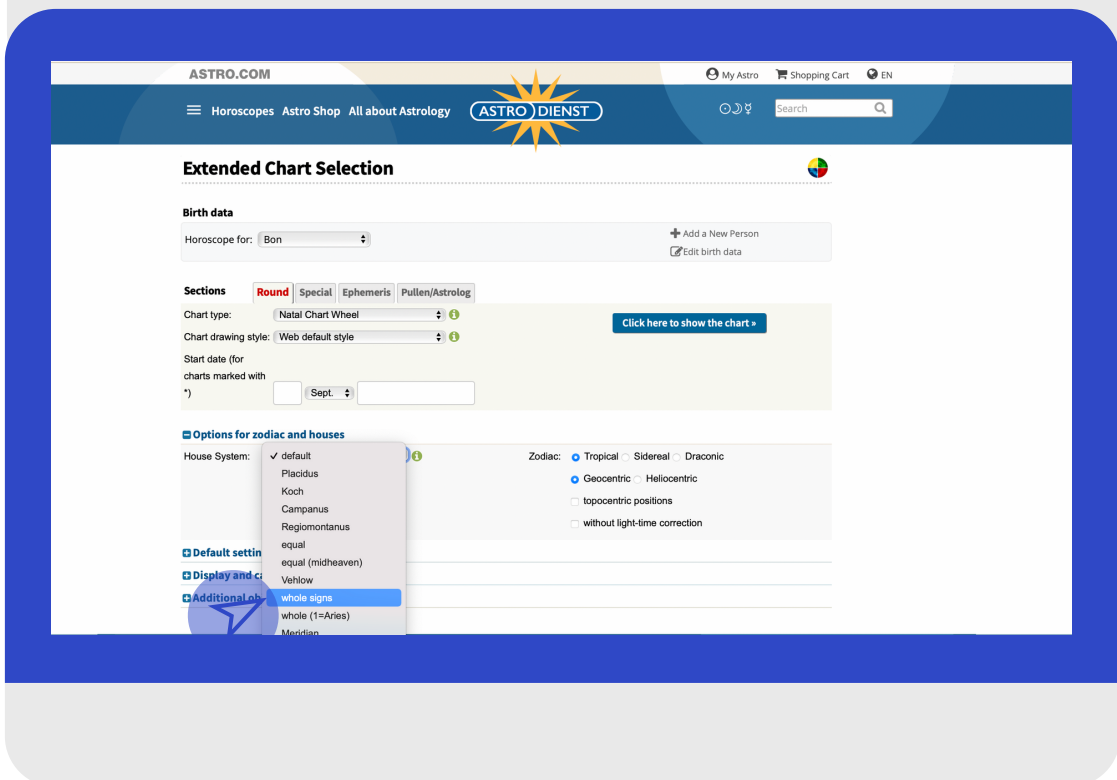 ASTRO.COM
My Astro Shopping Cart EN
Horoscopes Astro Shop All about Astrology ASTRO DIENST Search
Extended Chart Selection
Birth data
Horoscope for: Bon
Add a New Person
Edit birth data
Sections Round Special Ephemeris Pullen/Astrolog
Chart type: Natal Chart Wheel
Click here to show the chart »
Chart drawing style: Web default style
Start date (for
charts marked with
*) Sept.
Options for zodiac and houses
House System: ✓ default Zodiac: Tropical Sidereal Draconic
Placidus Geocentric Heliocentric
Koch
topocentric positions
Campanus
Regiomontanus without light-time correction
equal
Default settin
equal (midheaven)
Display and ca
Vehlow
Additional ob whole signs
whole (1=Aries)
Meridian